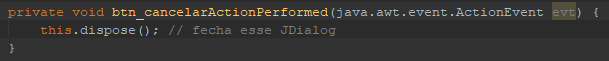 private void btn_cancelarActionPerformed(java.awt.event.ActionEvent evt) {
    this.dispose(); // fecha esse JDialog
}